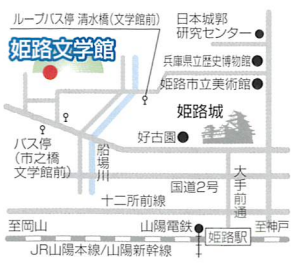 ループバス停 清水橋(文学館前)
日本城郭
研究センター
姫路文学館
兵庫県立歴史博物館
姫路市立美術館
姫路城
好古園
バス停
(市之橋
文学館前)
船場川
大手前通
国道2号
十二所前線
至岡山
山陽電鉄
姫路駅
至神戸
JR山陽本線/山陽新幹線